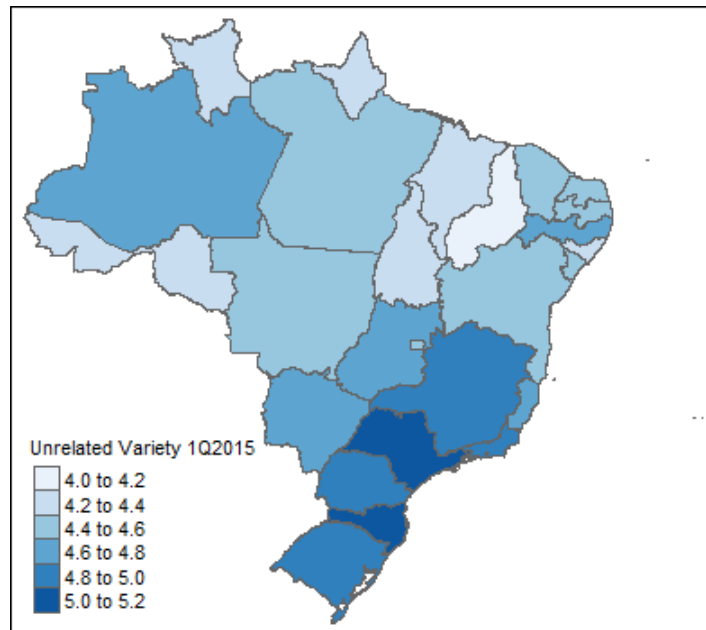 Unrelated Variety 1Q2015
4.0 to 4.2
4.2 to 4.4
4.4 to 4.6
4.6 to 4.8
4.8 to 5.0
5.0 to 5.2